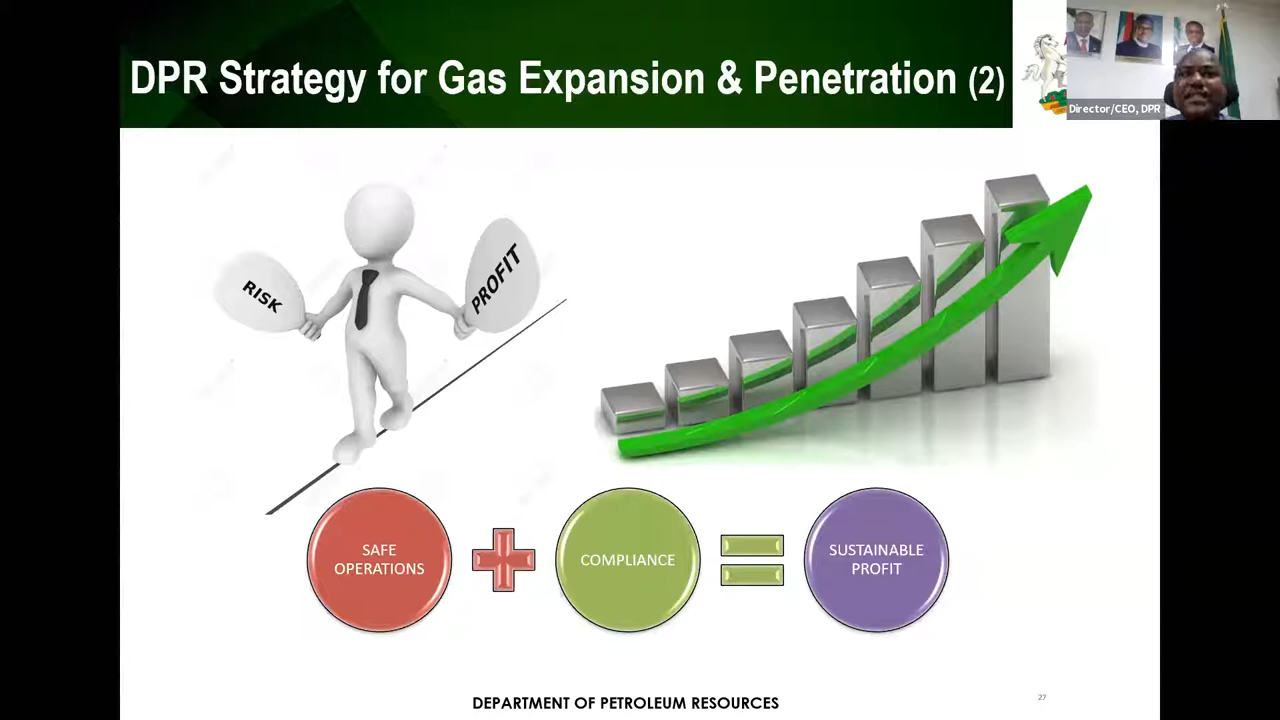 DPR Strategy for Gas Expansion & Penetration (2)
Director/CEO, DPR
RISK
PROFIT
SAFE
OPERATIONS
COMPLIANCE
SUSTAINABLE
PROFIT
DEPARTMENT OF PETROLEUM RESOURCES
27